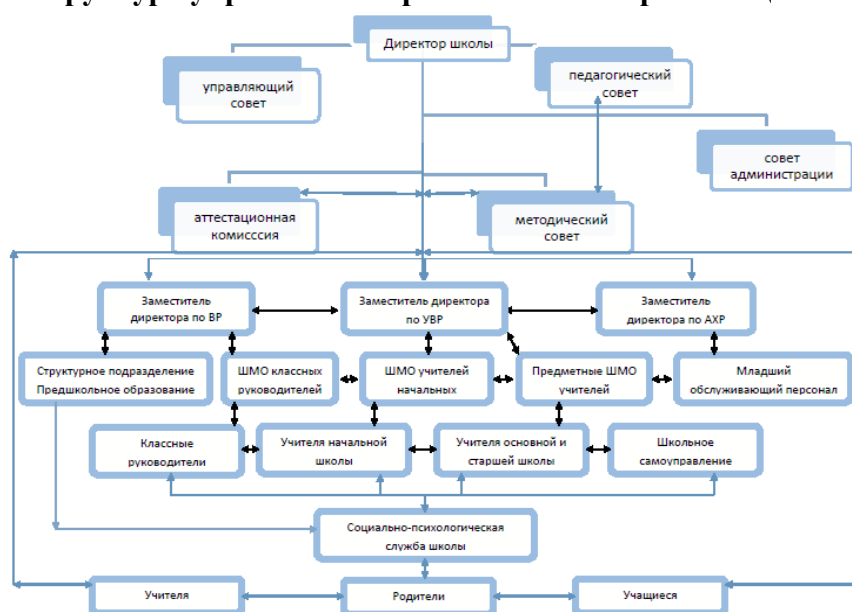 Директор школы
управляющий
совет
педагогический
совет
совет
администрации
аттестационная
комисссия
методический
совет
Заместитель
директора по ВР
Заместитель директора
по УВР
Заместитель
директора по АХР
Структурное подразделение
Предшкольное образование
ШМО классных
руководителей
ШМО учителей
начальных
Предметные ШМО
учителей
Младший
обслуживающий персонал
Классные
руководители
Учителя начальной
школы
Учителя основной и
старшей школы
Школьное
самоуправление
Социально-психологическая
служба школы
Учителя
Родители
Учащиеся